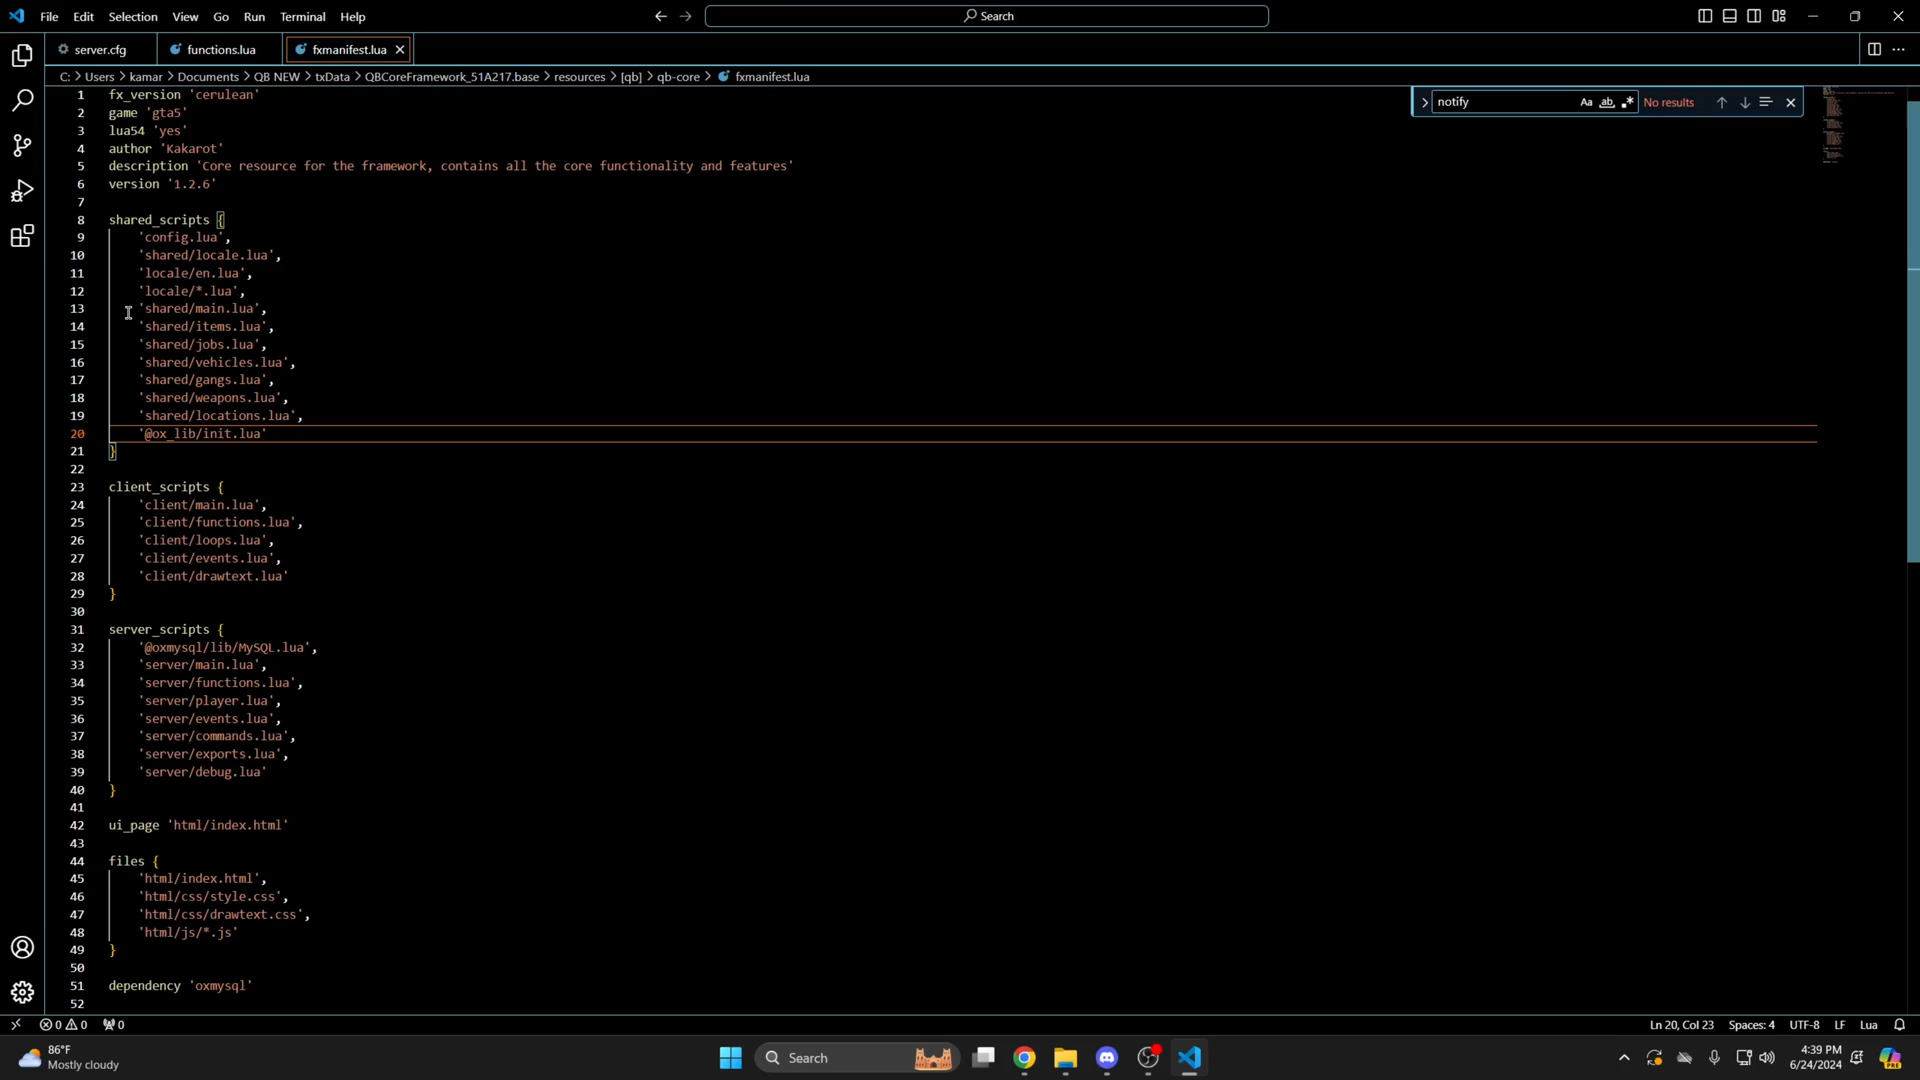 File Edit Selection View Go Run Terminal Help
Search
server.cfg functions.lua fxmanifest.lua
C: > Users > kamar > Documents > QB NEW > txData > QBCoreFramework_51A217.base > resources > [qb] > qb-core > fxmanifest.lua
notify Aa ab .* No results
1 fx_version 'cerulean'
2 game 'gta5'
3 lua54 'yes'
4 author 'Kakarot'
5 description 'Core resource for the framework, contains all the core functionality and features'
6 version '1.2.6'
7
8 shared_scripts {
9 'config.lua',
10 'shared/locale.lua',
11 'locale/en.lua',
12 'locale/*.lua',
13 'shared/main.lua',
14 'shared/items.lua',
15 'shared/jobs.lua',
16 'shared/vehicles.lua',
17 'shared/gangs.lua',
18 'shared/weapons.lua',
19 'shared/locations.lua',
20 '@ox_lib/init.lua'
21 }
22
23 client_scripts {
24 'client/main.lua',
25 'client/functions.lua',
26 'client/loops.lua',
27 'client/events.lua',
28 'client/drawtext.lua'
29 }
30
31 server_scripts {
32 '@oxmysql/lib/MySQL.lua',
33 'server/main.lua',
34 'server/functions.lua',
35 'server/player.lua',
36 'server/events.lua',
37 'server/commands.lua',
38 'server/exports.lua',
39 'server/debug.lua'
40 }
41
42 ui_page 'html/index.html'
43
44 files {
45 'html/index.html',
46 'html/css/style.css',
47 'html/css/drawtext.css',
48 'html/js/*.js'
49 }
50
51 dependency 'oxmysql'
52
0 0 0 Ln 20, Col 23 Spaces: 4 UTF-8 LF Lua
86°F
Mostly cloudy
Search
4:39 PM
6/24/2024
PRE